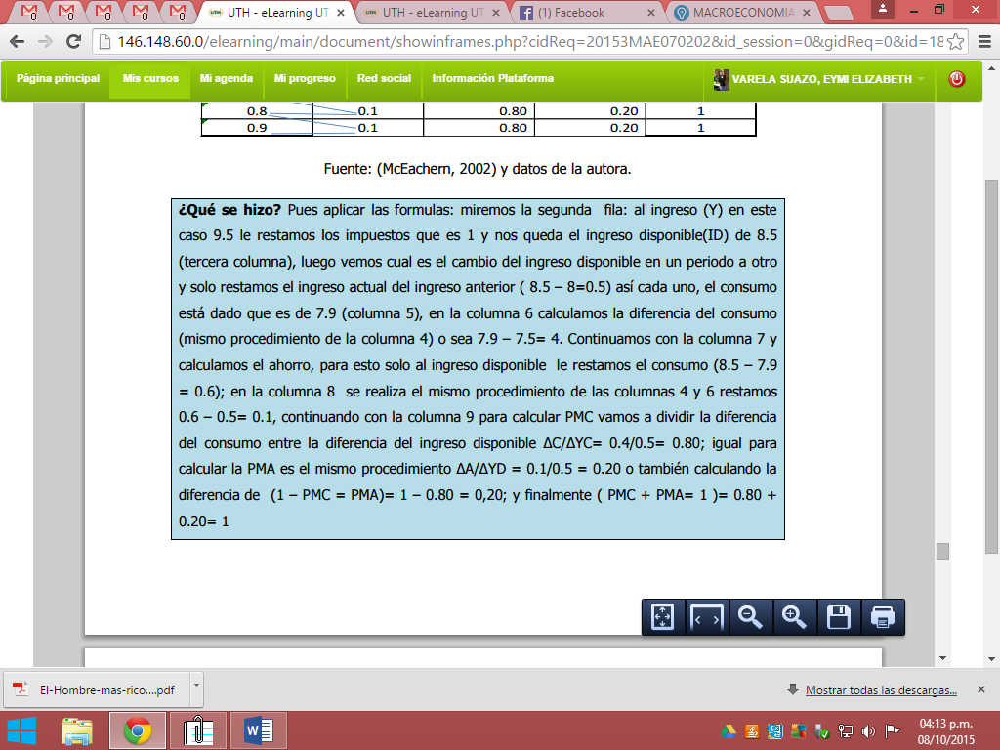 UTH - eLearning UT
UTH - eLearning UT
(1) Facebook
MACROECONOMIA
146.148.60.0/elearning/main/document/showinframes.php?cidReq=20153MAE070202&id_session=0&gidReq=0&id=18
Página principal Mis cursos Mi agenda Mi progreso Red social Información Plataforma VARELA SUAZO, EYMI ELIZABETH
0.8 0.1 0.80 0.20 1
0.9 0.1 0.80 0.20 1
Fuente: (McEachern, 2002) y datos de la autora.
¿Qué se hizo? Pues aplicar las formulas: miremos la segunda fila: al ingreso (Y) en este
caso 9.5 le restamos los impuestos que es 1 y nos queda el ingreso disponible(ID) de 8.5
(tercera columna), luego vemos cual es el cambio del ingreso disponible en un periodo a otro
y solo restamos el ingreso actual del ingreso anterior ( 8.5 – 8=0.5) así cada uno, el consumo
está dado que es de 7.9 (columna 5), en la columna 6 calculamos la diferencia del consumo
(mismo procedimiento de la columna 4) o sea 7.9 – 7.5= 4. Continuamos con la columna 7 y
calculamos el ahorro, para esto solo al ingreso disponible le restamos el consumo (8.5 – 7.9
= 0.6); en la columna 8 se realiza el mismo procedimiento de las columnas 4 y 6 restamos
0.6 – 0.5= 0.1, continuando con la columna 9 para calcular PMC vamos a dividir la diferencia
del consumo entre la diferencia del ingreso disponible ΔC/ΔYC= 0.4/0.5= 0.80; igual para
calcular la PMA es el mismo procedimiento ΔA/ΔYD = 0.1/0.5 = 0.20 o también calculando la
diferencia de (1 – PMC = PMA)= 1 – 0.80 = 0,20; y finalmente ( PMC + PMA= 1 )= 0.80 +
0.20= 1
El-Hombre-mas-rico....pdf
Mostrar todas las descargas...
04:13 p.m.
08/10/2015